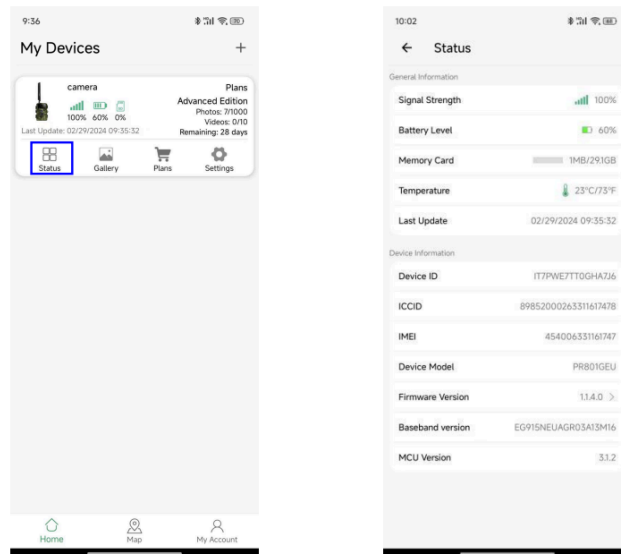 9:36
My Devices
+
camera
100% 60% 0%
Last Update: 02/29/2024 09:35:32
Plans
Advanced Edition
Photos: 7/1000
Videos: 0/10
Remaining: 28 days
Status
Gallery
Plans
Settings
Home
Map
My Account
10:02
Status
General Information
Signal Strength 100%
Battery Level 60%
Memory Card 1MB/29.1GB
Temperature 23°C/73°F
Last Update 02/29/2024 09:35:32
Device Information
Device ID IT7PWE7TT0GHA7J6
ICCID 89852000263311617478
IMEI 454006331161747
Device Model PR801GEU
Firmware Version 1.1.4.0 >
Baseband version EG915NEUAGR03A13M16
MCU Version 3.1.2